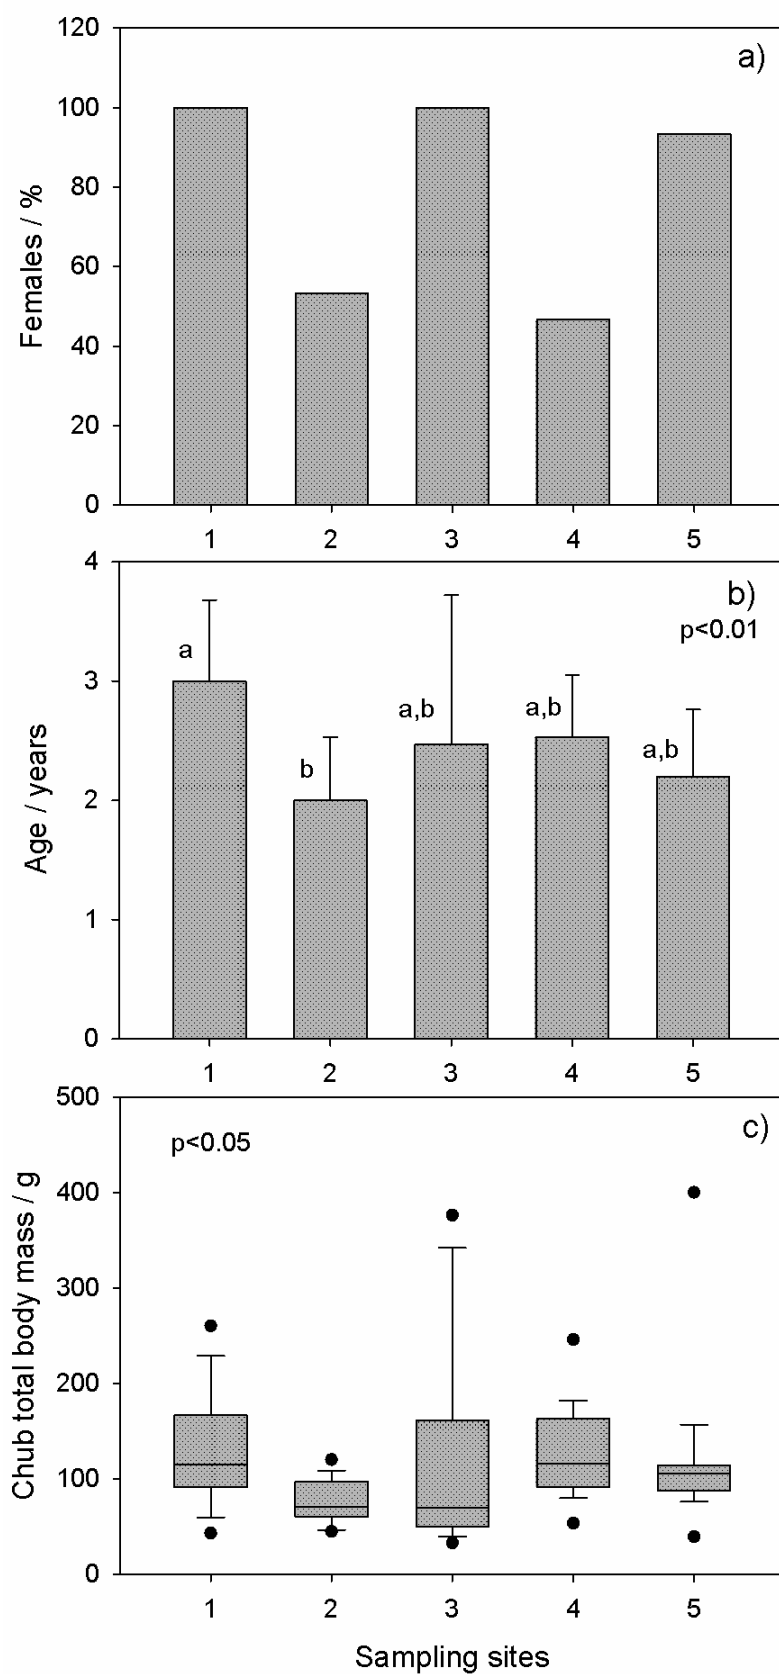 a)
Females / %
120
100
80
60
40
20
0
1 2 3 4 5
b)
p<0.01
Age / years
4
3
2
1
0
a
b
a,b
a,b
a,b
1 2 3 4 5
c)
p<0.05
Chub total body mass / g
500
400
300
200
100
0
1 2 3 4 5
Sampling sites